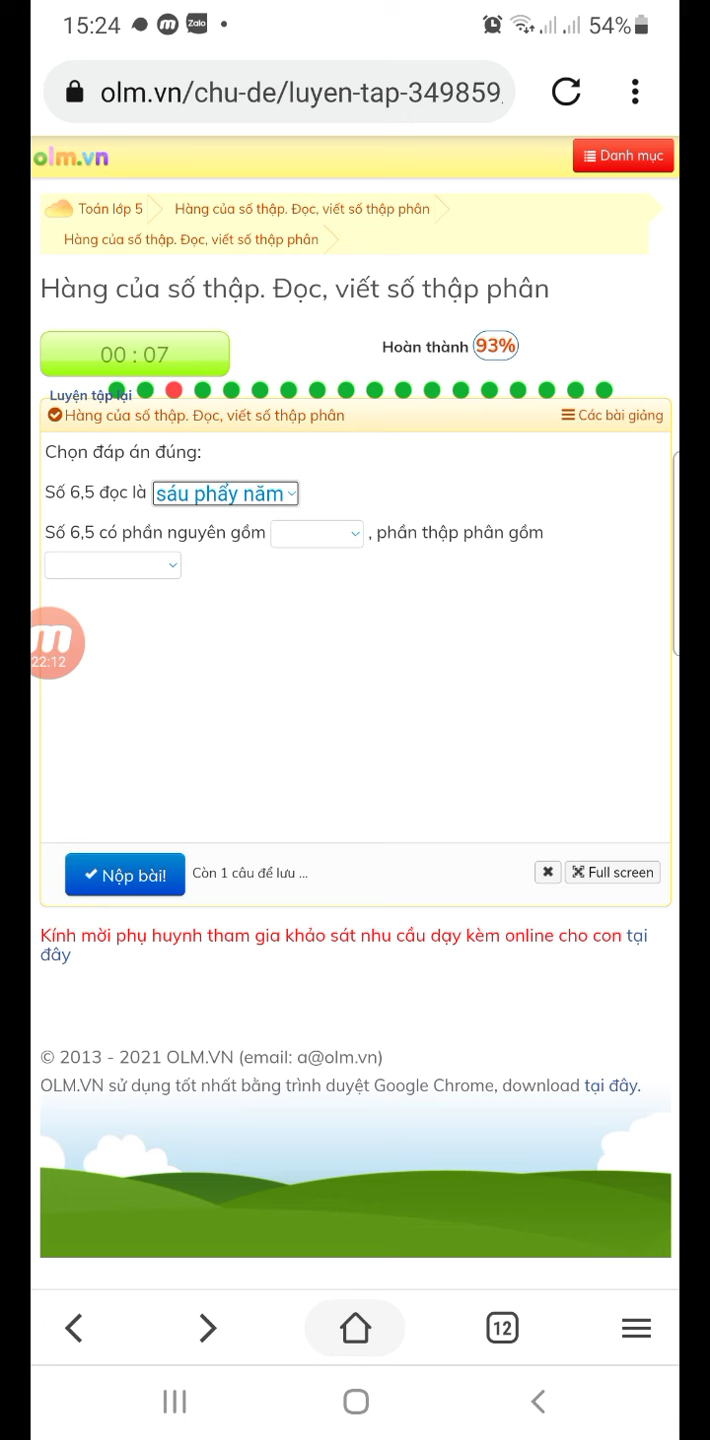 15:24 Zalo 54%
olm.vn/chu-de/luyen-tap-349859
olm.vn Danh mục
Toán lớp 5 Hàng của số thập. Đọc, viết số thập phân
Hàng của số thập. Đọc, viết số thập phân
Hàng của số thập. Đọc, viết số thập phân
00 : 07
Hoàn thành 93%
Luyện tập lại
Hàng của số thập. Đọc, viết số thập phân Các bài giảng
Chọn đáp án đúng:
Số 6,5 đọc là sáu phẩy năm
Số 6,5 có phần nguyên gồm , phần thập phân gồm
m
22:12
Nộp bài! Còn 1 câu để lưu ... Full screen
Kính mời phụ huynh tham gia khảo sát nhu cầu dạy kèm online cho con tại
đây
© 2013 - 2021 OLM.VN (email: a@olm.vn)
OLM.VN sử dụng tốt nhất bằng trình duyệt Google Chrome, download tại đây.
12